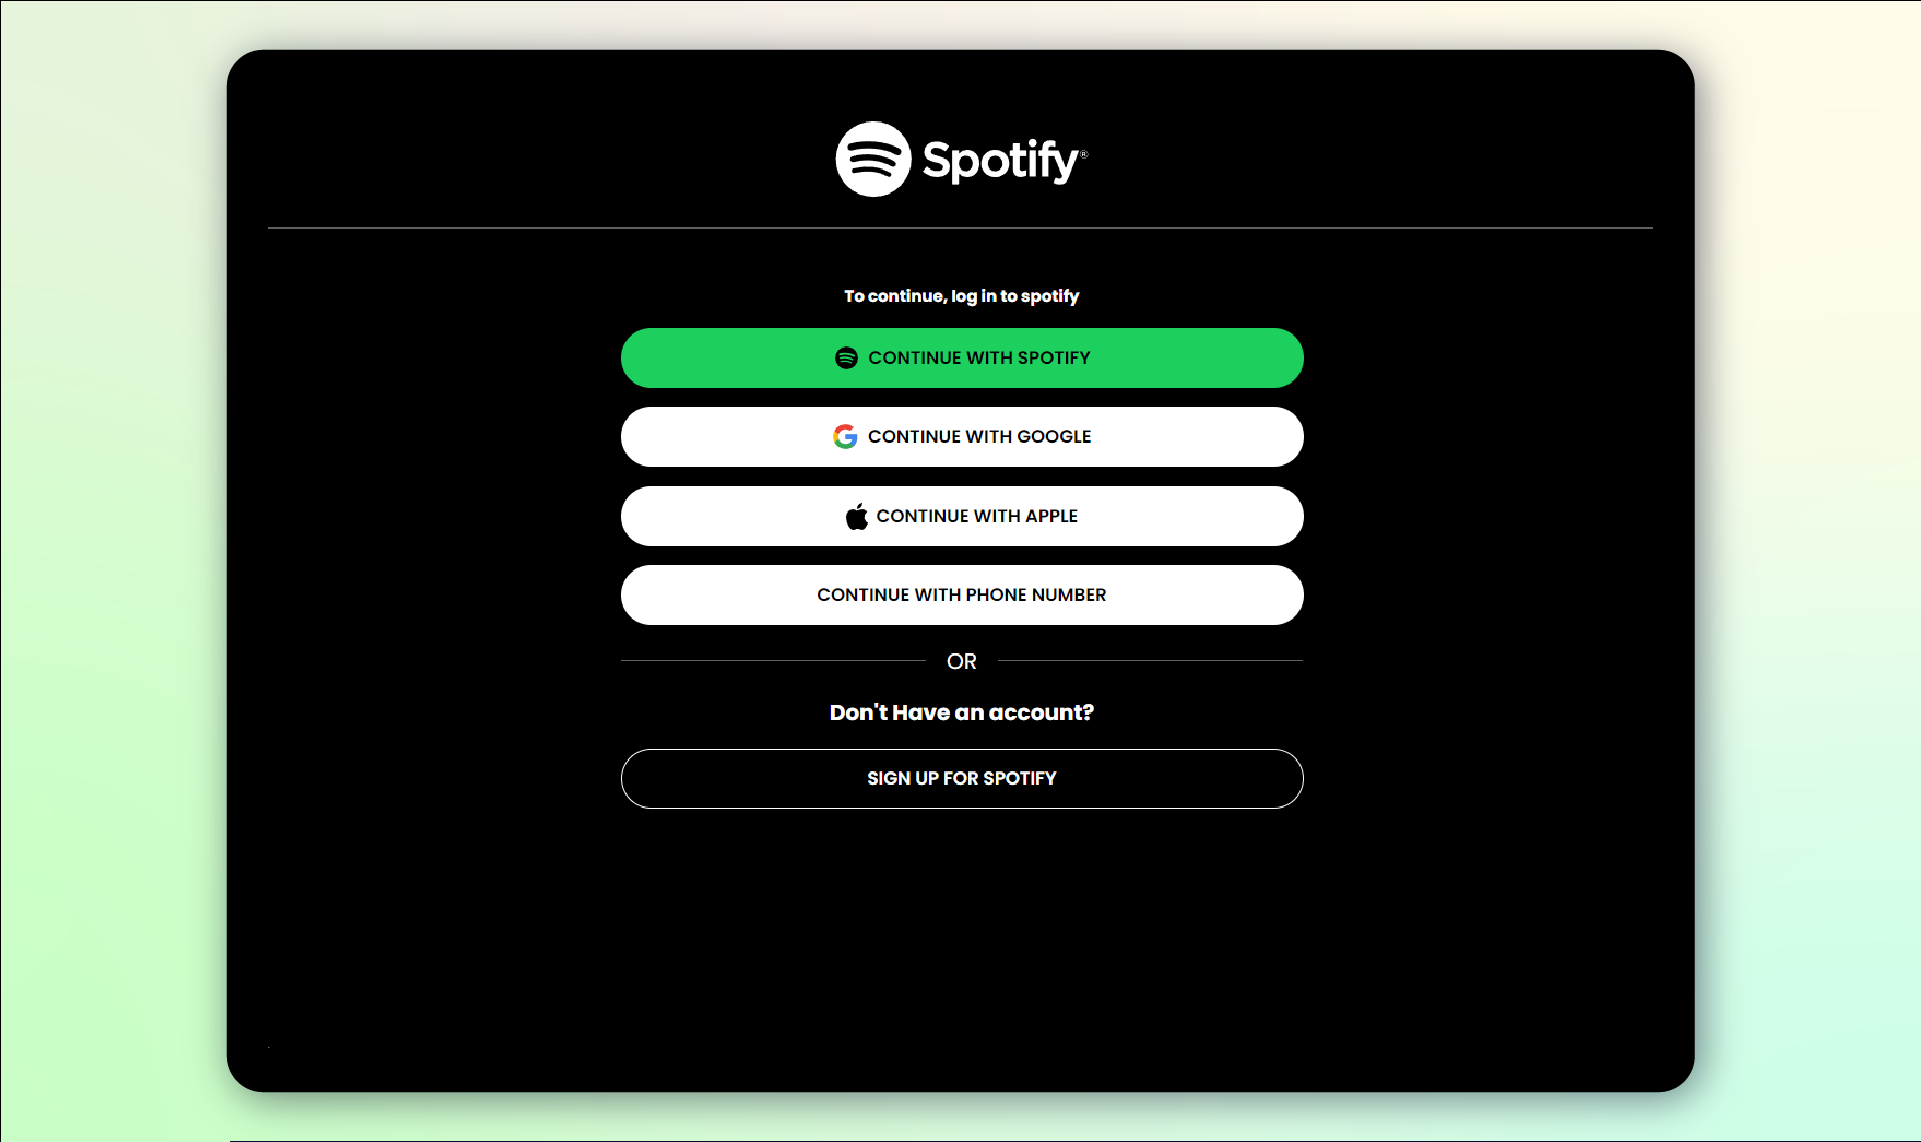 Spotify®
To continue, log in to spotify
CONTINUE WITH SPOTIFY
CONTINUE WITH GOOGLE
CONTINUE WITH APPLE
CONTINUE WITH PHONE NUMBER
OR
Don't Have an account?
SIGN UP FOR SPOTIFY